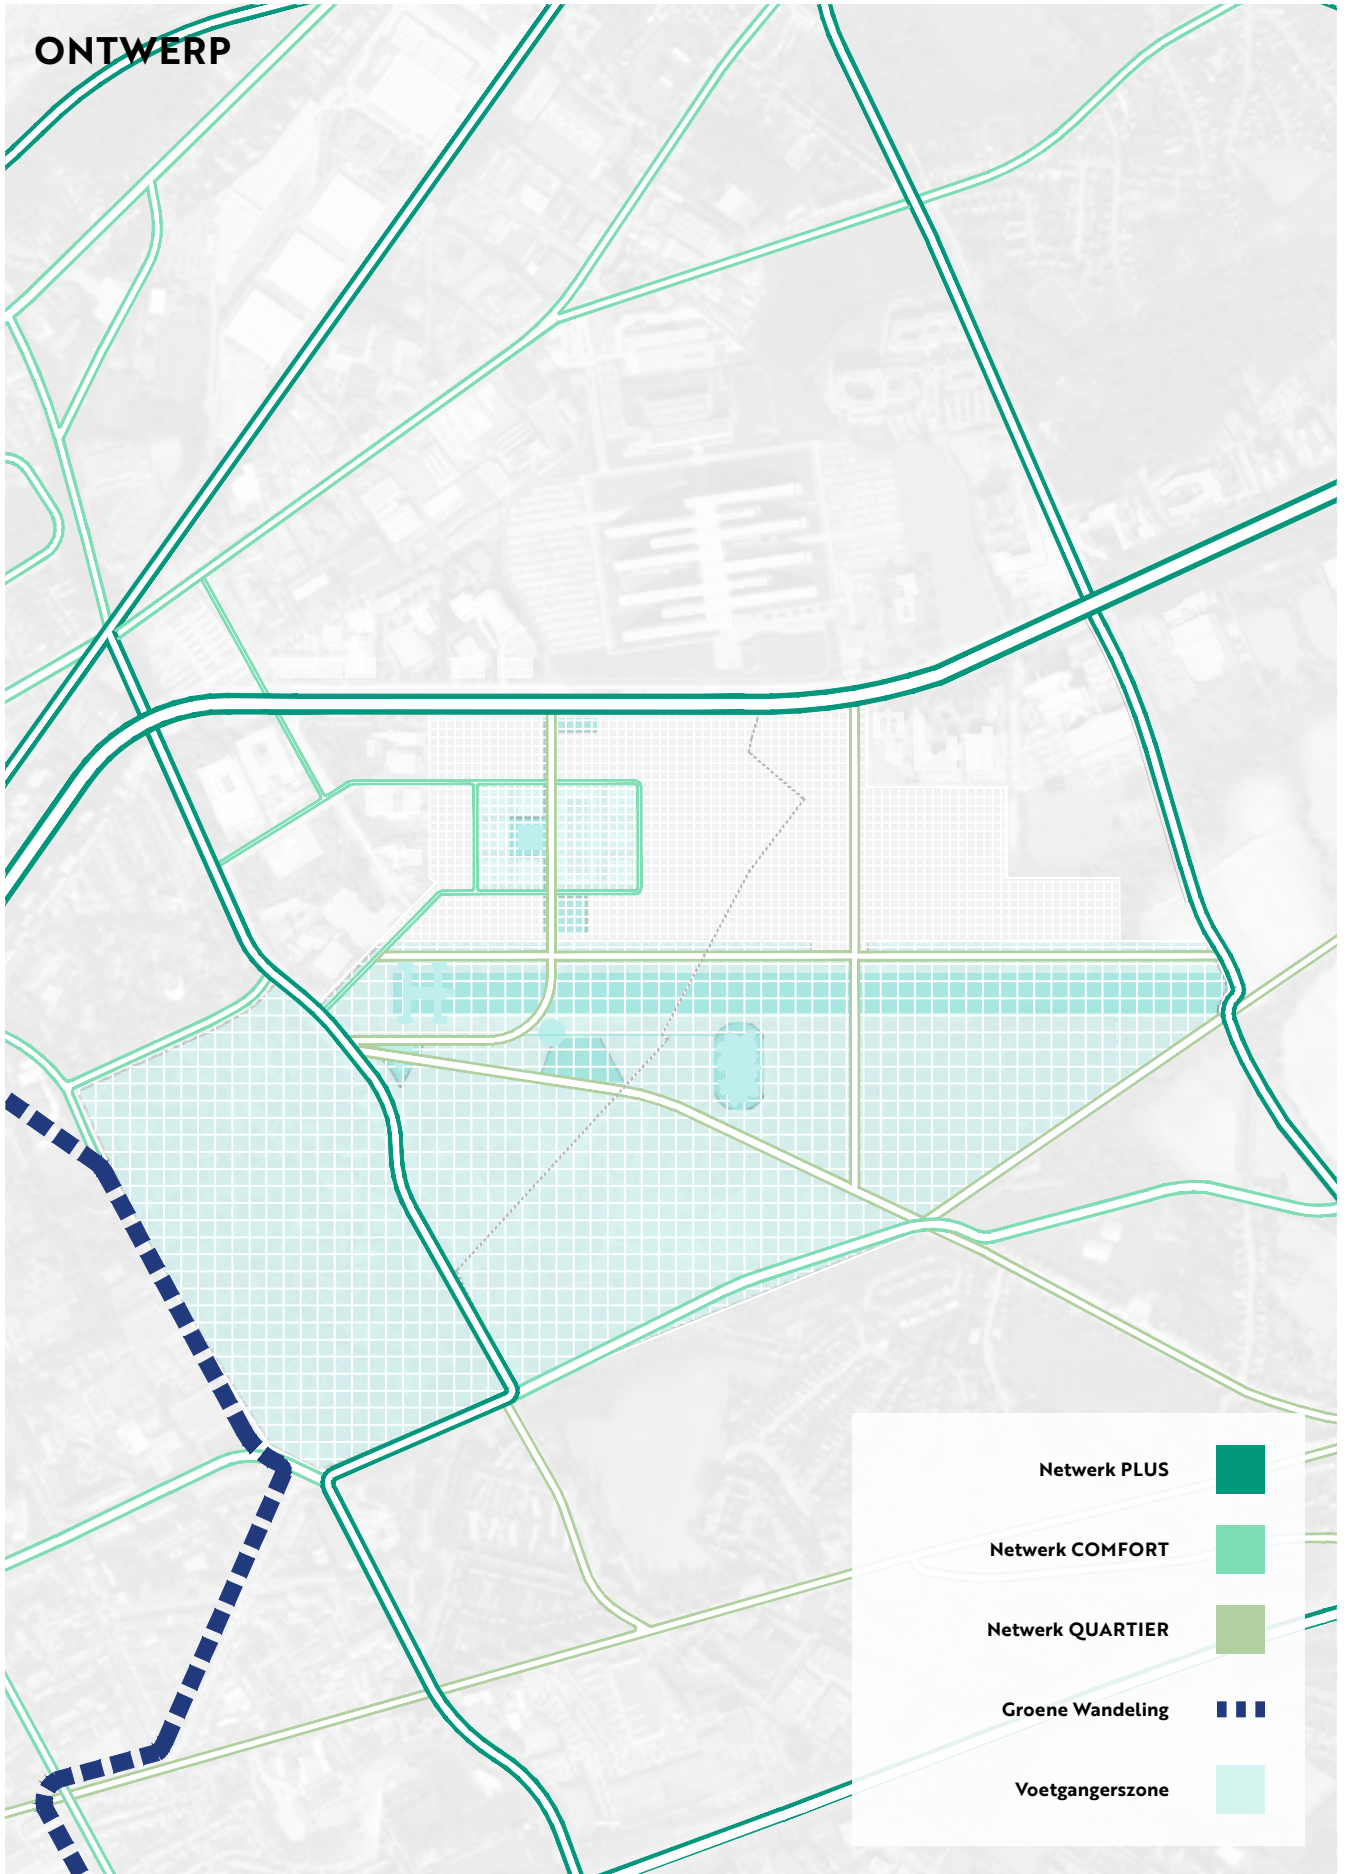 ONTWERP
Netwerk PLUS
Netwerk COMFORT
Netwerk QUARTIER
Groene Wandeling
Voetgangerszone